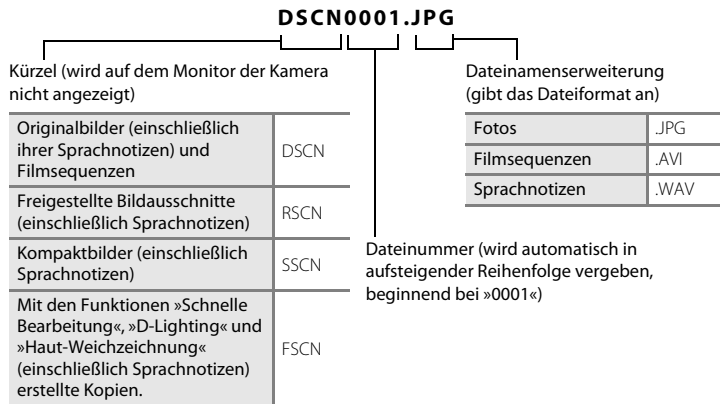 DSCN0001.JPG
Kürzel (wird auf dem Monitor der Kamera
nicht angezeigt)
Originalbilder (einschließlich
ihrer Sprachnotizen) und
Filmsequenzen
DSCN
Freigestellte Bildausschnitte
(einschließlich Sprachnotizen)
RSCN
Kompaktbilder (einschließlich
Sprachnotizen)
SSCN
Mit den Funktionen »Schnelle
Bearbeitung«, »D-Lighting« und
»Haut-Weichzeichnung«
(einschließlich Sprachnotizen)
erstellte Kopien.
FSCN
Dateinamenserweiterung
(gibt das Dateiformat an)
Fotos .JPG
Filmsequenzen .AVI
Sprachnotizen .WAV
Dateinummer (wird automatisch in
aufsteigender Reihenfolge vergeben,
beginnend bei »0001«)